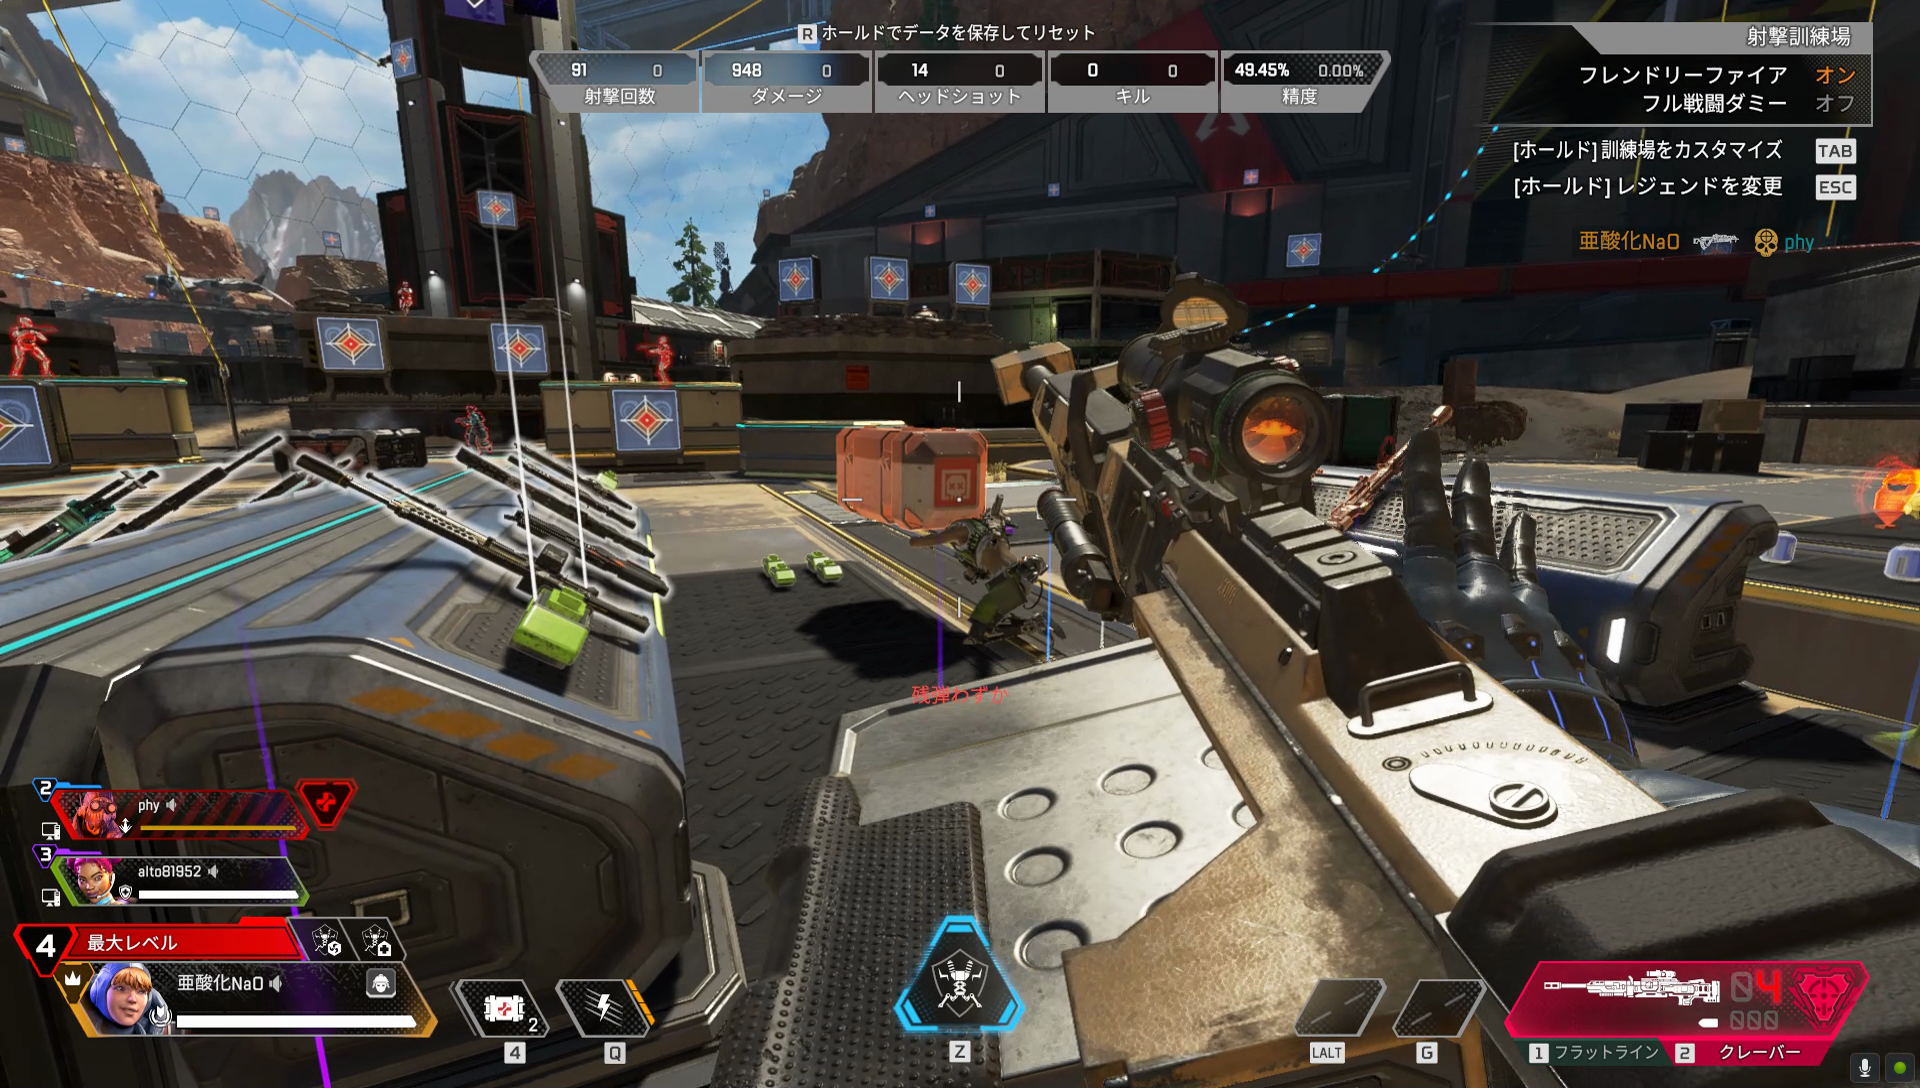 R ホールドでデータを保存してリセット
91 0 948 0 14 0 0 0 49.45% 0.00%
射撃回数 ダメージ ヘッドショット キル 精度
射撃訓練場
フレンドリーファイア オン
フル戦闘ダミー オフ
[ホールド]訓練場をカスタマイズ TAB
[ホールド]レジェンドを変更 ESC
亜酸化NaO phy
残弾わずか
2
phy
3
alto81952
4 最大レベル
亜酸化NaO
2
4 Q Z LALT G
04
000
1 フラットライン 2 クレーバー